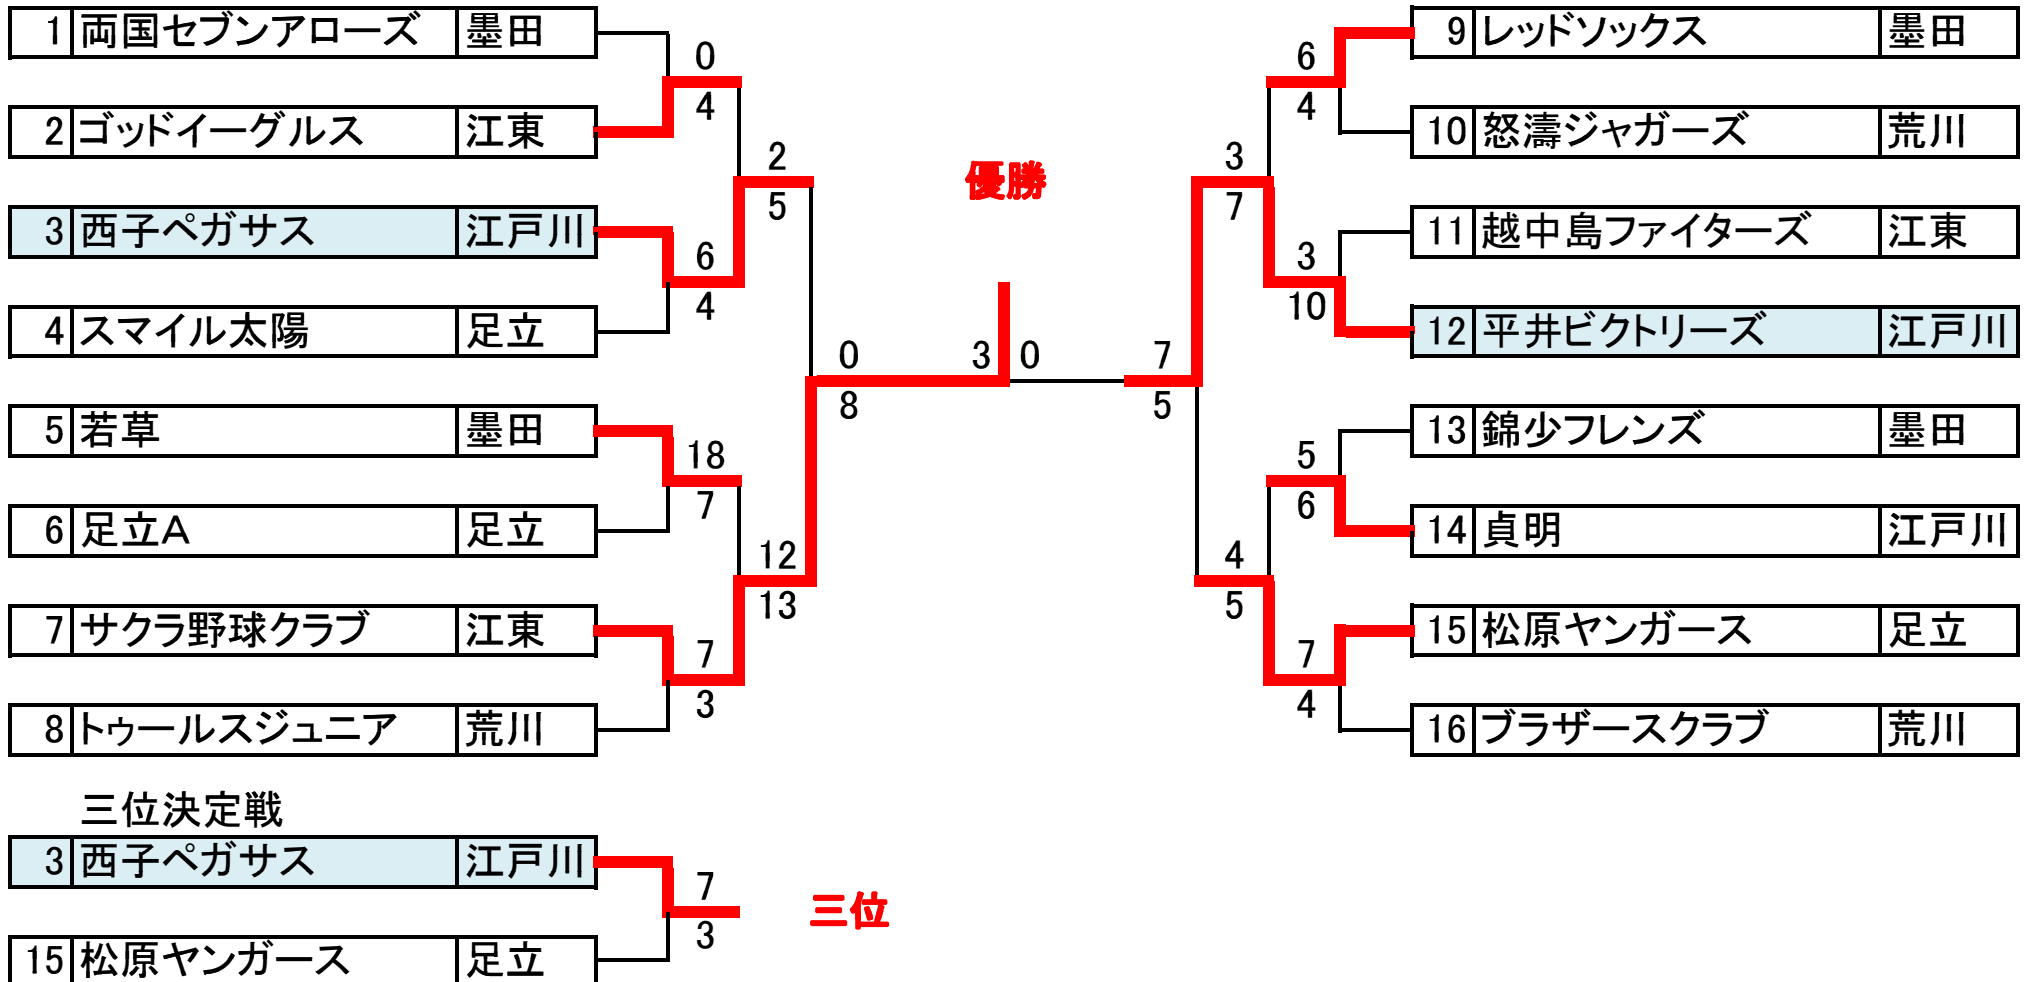 1 両国セブンアローズ 墨田
0
4
2 ゴッドイーグルス 江東
2
5
3 西子ペガサス 江戸川
6
4
4 スマイル太陽 足立
0
8
5 若草 墨田
18
7
6 足立A 足立
12
13
7 サクラ野球クラブ 江東
7
3
8 トゥールスジュニア 荒川
優勝
3 0
9 レッドソックス 墨田
6
4
10 怒濤ジャガーズ 荒川
3
7
11 越中島ファイターズ 江東
3
10
12 平井ビクトリーズ 江戸川
7
5
13 錦少フレンズ 墨田
5
6
14 貞明 江戸川
4
5
15 松原ヤンガース 足立
7
4
16 ブラザースクラブ 荒川
三位決定戦
3 西子ペガサス 江戸川
7
3
三位
15 松原ヤンガース 足立